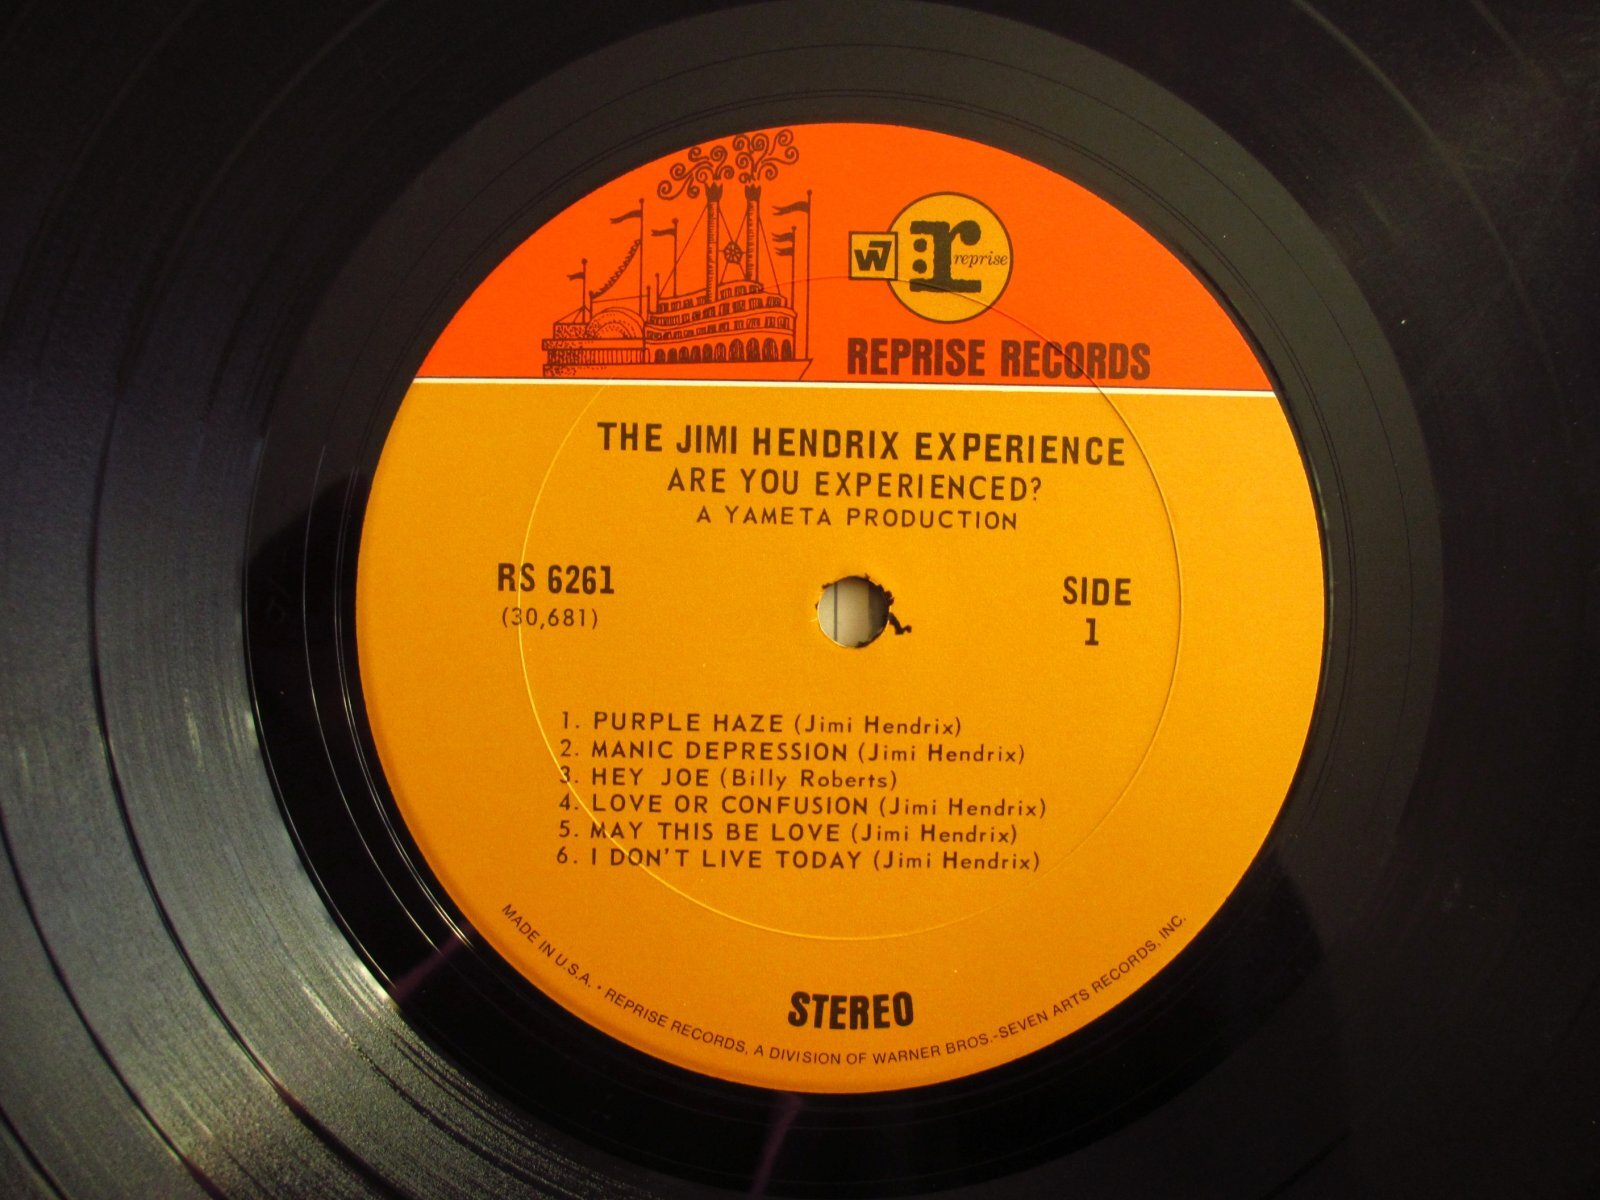 W7
r: reprise
REPRISE RECORDS
THE JIMI HENDRIX EXPERIENCE
ARE YOU EXPERIENCED?
A YAMETA PRODUCTION
RS 6261
(30,681)
SIDE
1
1. PURPLE HAZE (Jimi Hendrix)
2. MANIC DEPRESSION (Jimi Hendrix)
3. HEY JOE (Billy Roberts)
4. LOVE OR CONFUSION (Jimi Hendrix)
5. MAY THIS BE LOVE (Jimi Hendrix)
6. I DON'T LIVE TODAY (Jimi Hendrix)
STEREO
MADE IN U.S.A. • REPRISE RECORDS, A DIVISION OF WARNER BROS.-SEVEN ARTS RECORDS, INC.